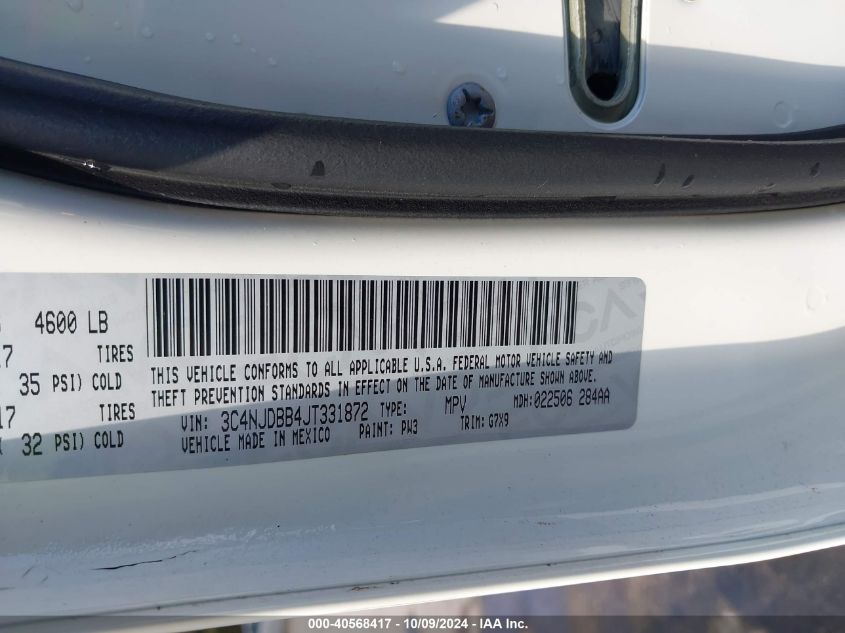 4600 LB
TIRES
35 PSI) COLD
17 TIRES
32 PSI) COLD
THIS VEHICLE CONFORMS TO ALL APPLICABLE U.S.A. FEDERAL MOTOR VEHICLE SAFETY AND
THEFT PREVENTION STANDARDS IN EFFECT ON THE DATE OF MANUFACTURE SHOWN ABOVE.
VIN: 3C4NJDBB4JT331872 TYPE: MPV MDH: 022506 284AA
VEHICLE MADE IN MEXICO PAINT: PW3 TRIM: G7X9
000-40568417 - 10/09/2024 - IAA Inc.